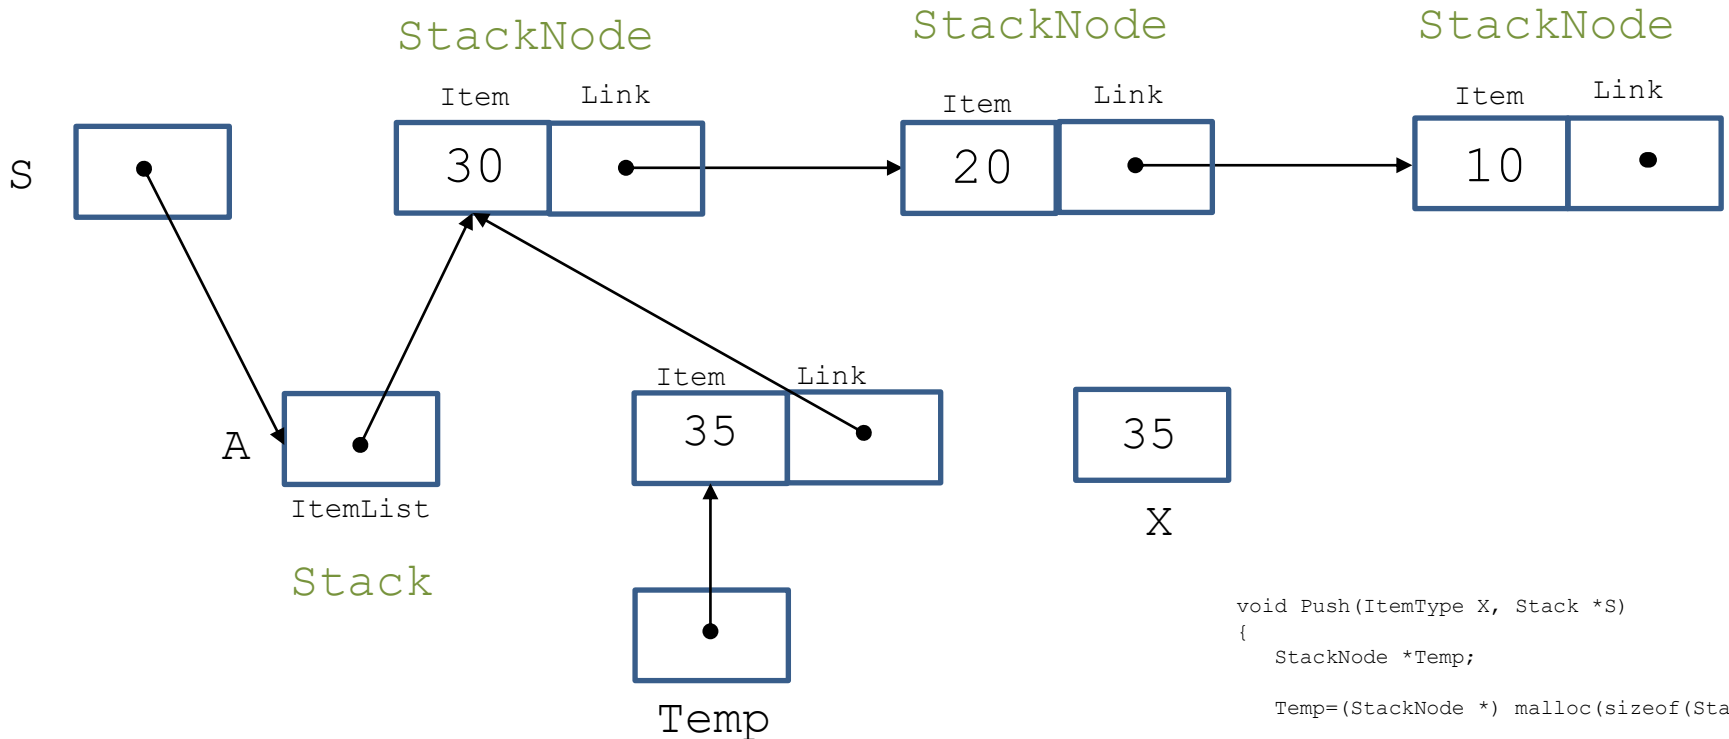 StackNode
StackNode
StackNode
Item Link
Item Link
Item Link
S
30
20
10
A
ItemList
Stack
Item Link
35
35
X
Temp
void Push(ItemType X, Stack *S)
{
StackNode *Temp;
Temp=(StackNode *) malloc(sizeof(Sta